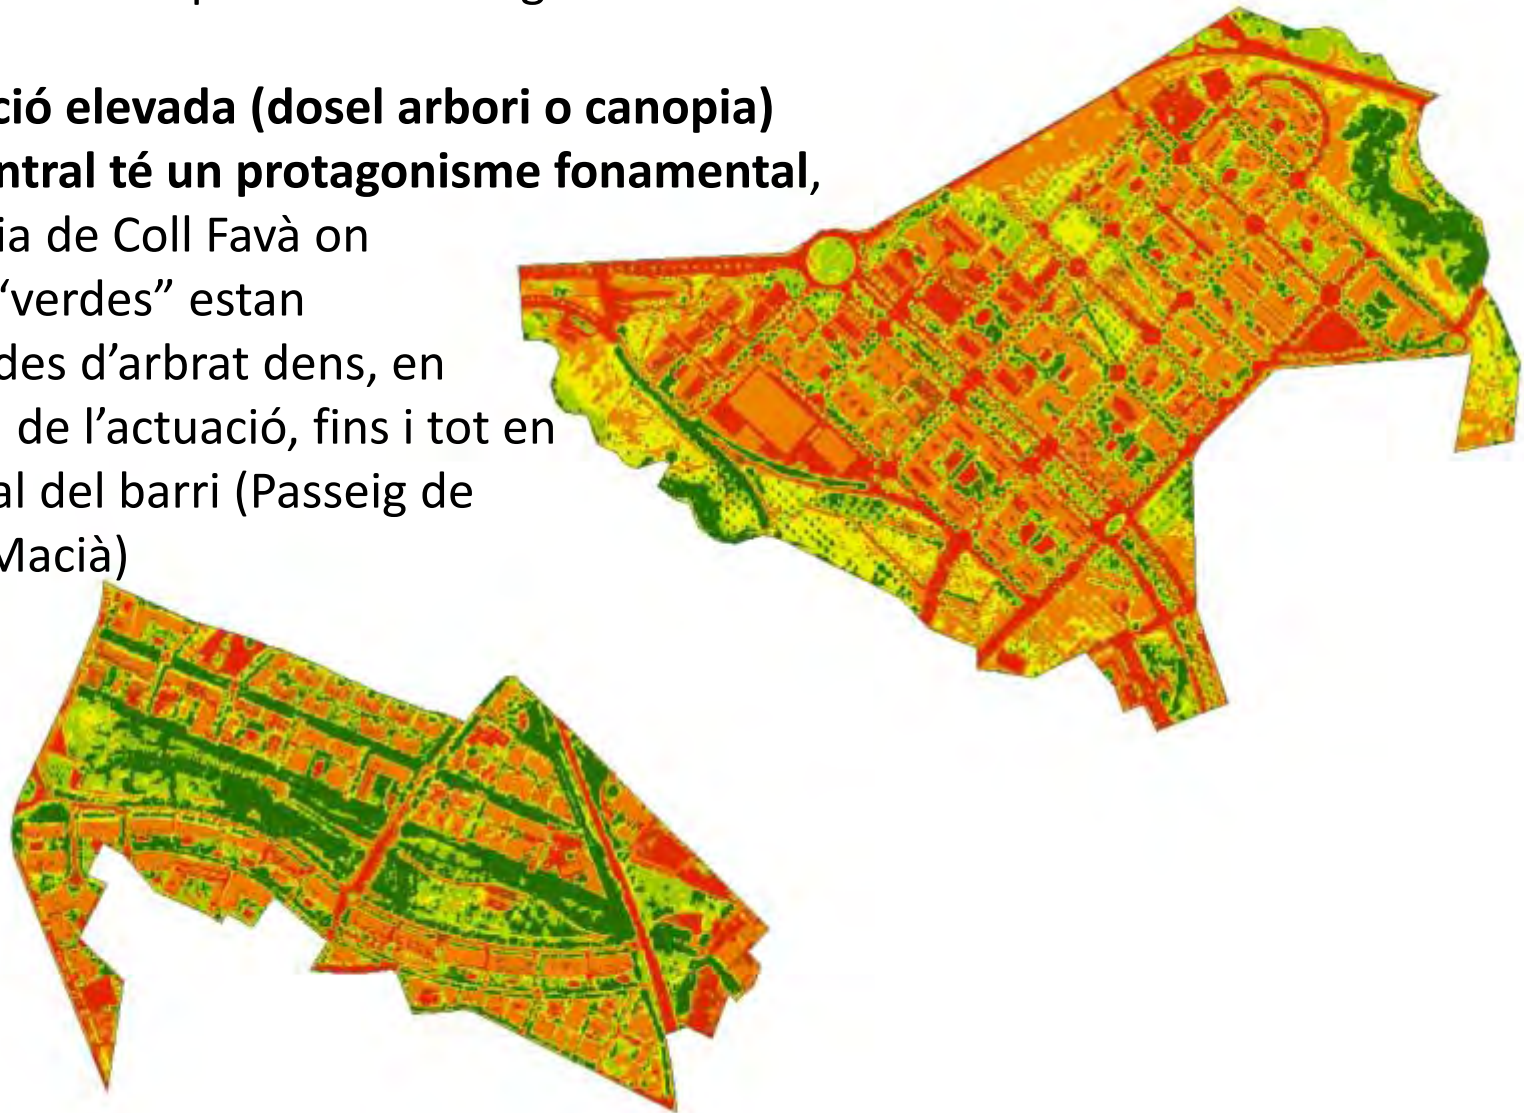 ció elevada (dosel arbori o canopia)
ntral té un protagonisme fonamental,
ia de Coll Favà on
“verdes” estan
des d’arbrat dens, en
de l’actuació, fins i tot en
al del barri (Passeig de
Macià)